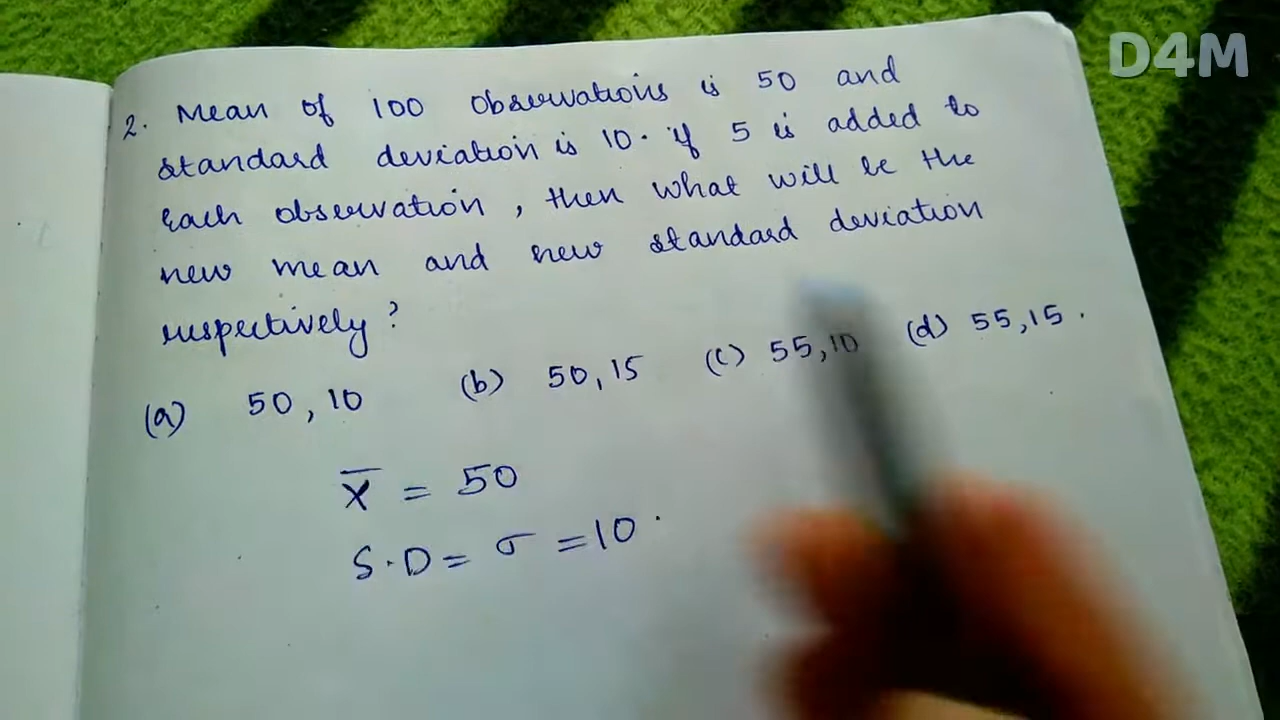 D4M
2. Mean of 100 observations is 50 and
standard deviation is 10. if 5 is added to
each observation, then what will be the
new mean and new standard deviation
respectively?
(a) 50, 10 (b) 50, 15 (c) 55, 10 (d) 55, 15.
X̅ = 50
S.D = σ = 10.